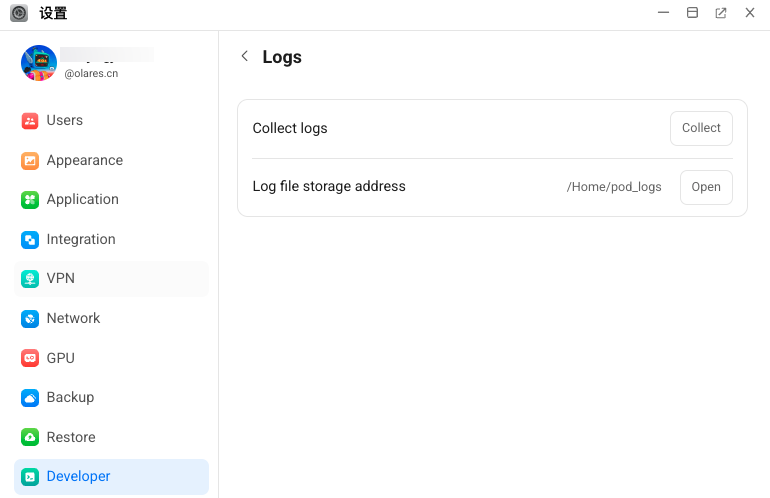 设置
@olares.cn
Users
Appearance
Application
Integration
VPN
Network
GPU
Backup
Restore
Developer
Logs
Collect logs
Collect
Log file storage address
/Home/pod_logs
Open